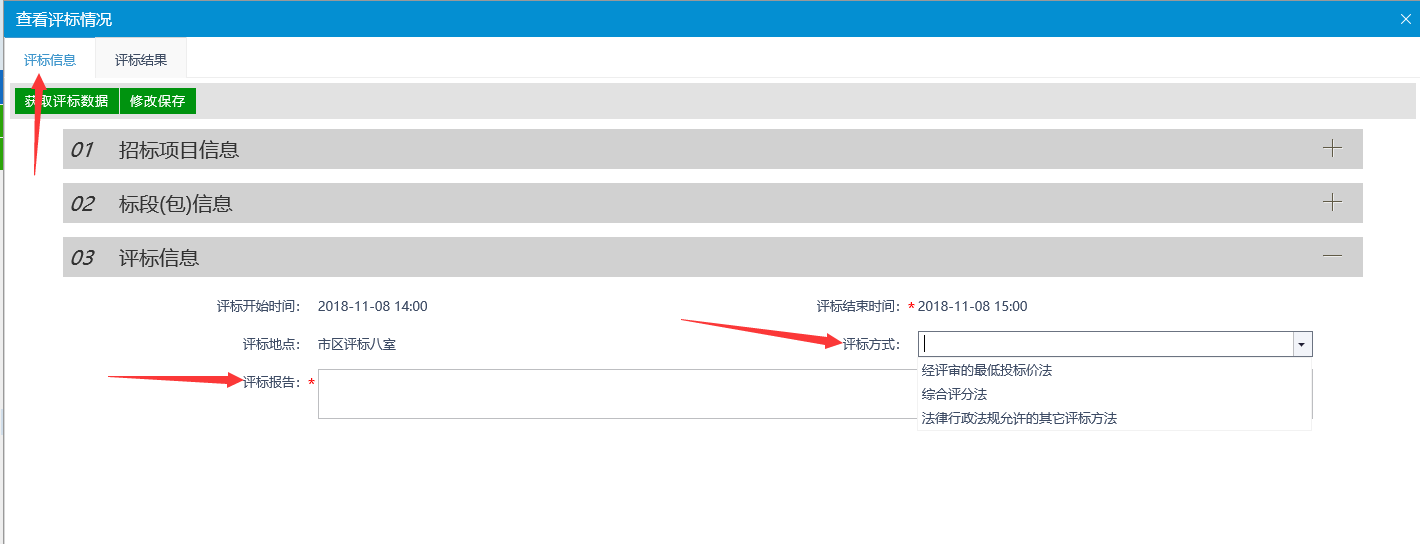 查看评标情况
评标信息 评标结果
获取评标数据 修改保存
01 招标项目信息
02 标段(包)信息
03 评标信息
评标开始时间： 2018-11-08 14:00 评标结束时间： * 2018-11-08 15:00
评标地点： 市区评标八室 评标方式：
评标报告： *
经评审的最低投标价法
综合评分法
法律行政法规允许的其它评标方法